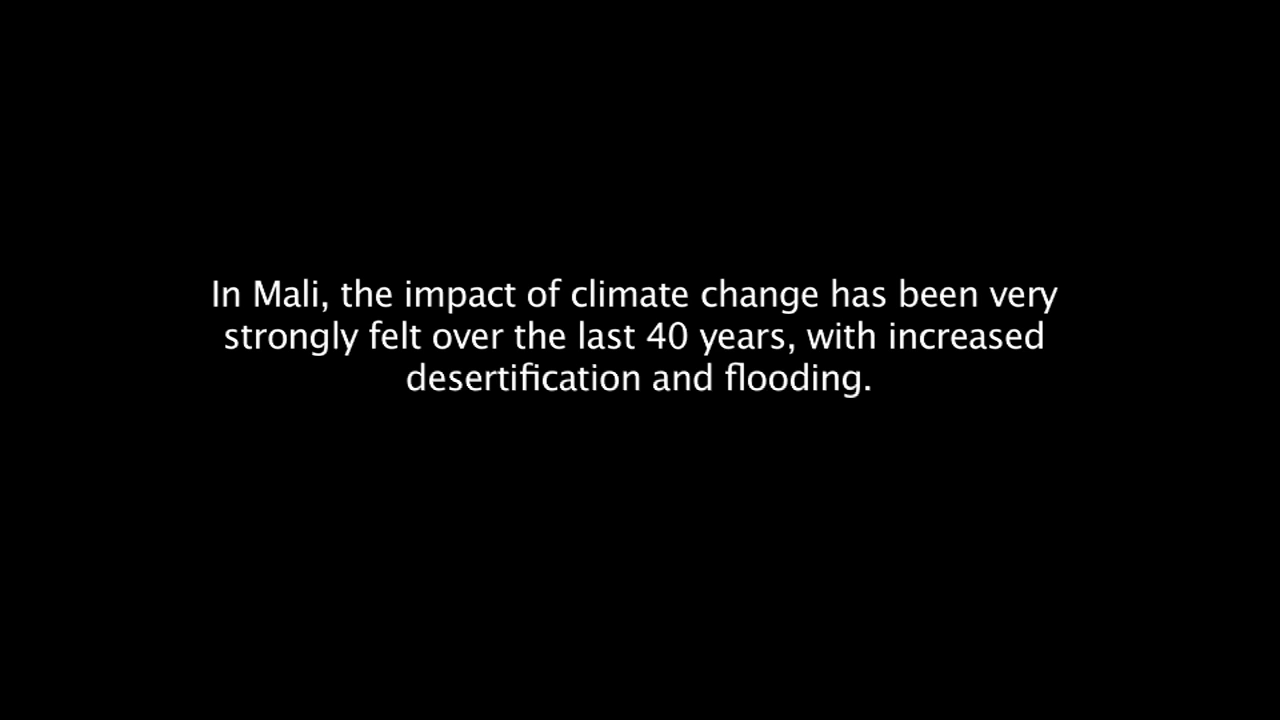 In Mali, the impact of climate change has been very
strongly felt over the last 40 years, with increased
desertification and flooding.